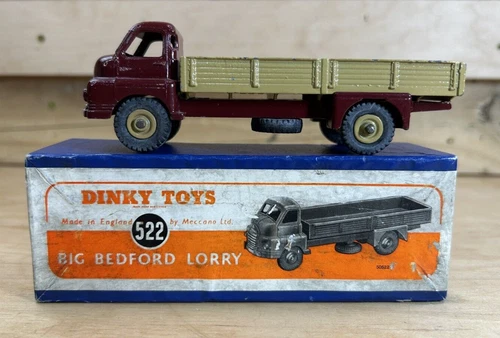 DINKY TOYS
Made in England by Meccano Ltd.
522
BIG BEDFORD LORRY